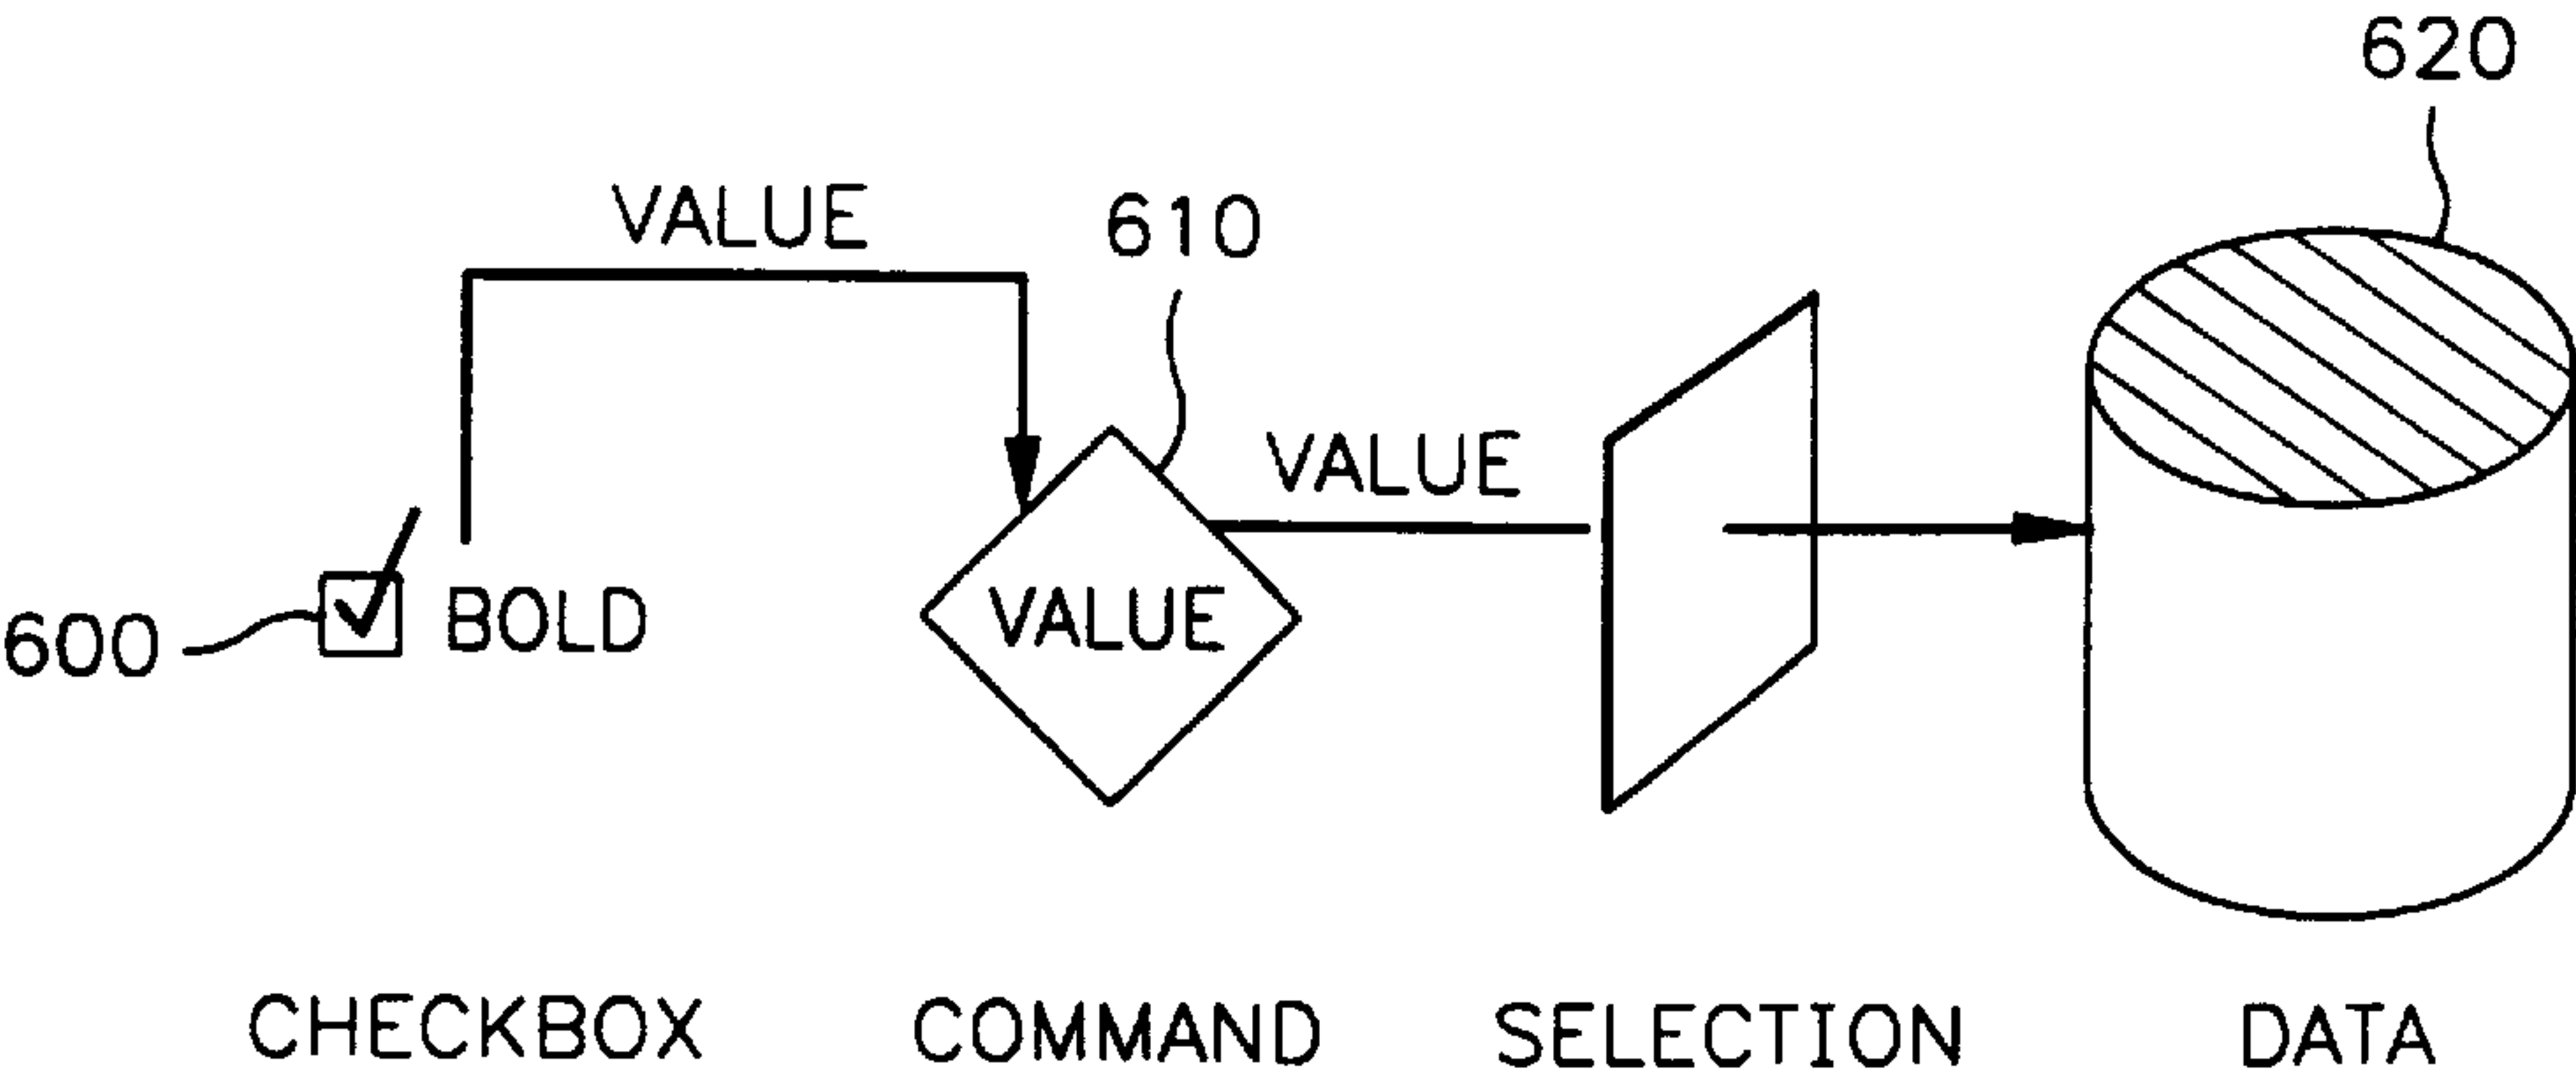 620
VALUE
610
VALUE
600 BOLD
VALUE
CHECKBOX COMMAND SELECTION DATA